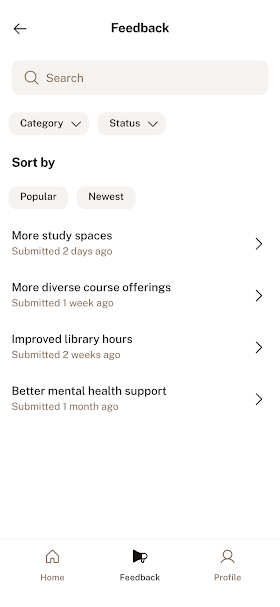 Feedback
Search
Category
Status
Sort by
Popular
Newest
More study spaces
Submitted 2 days ago
More diverse course offerings
Submitted 1 week ago
Improved library hours
Submitted 2 weeks ago
Better mental health support
Submitted 1 month ago
Home
Feedback
Profile